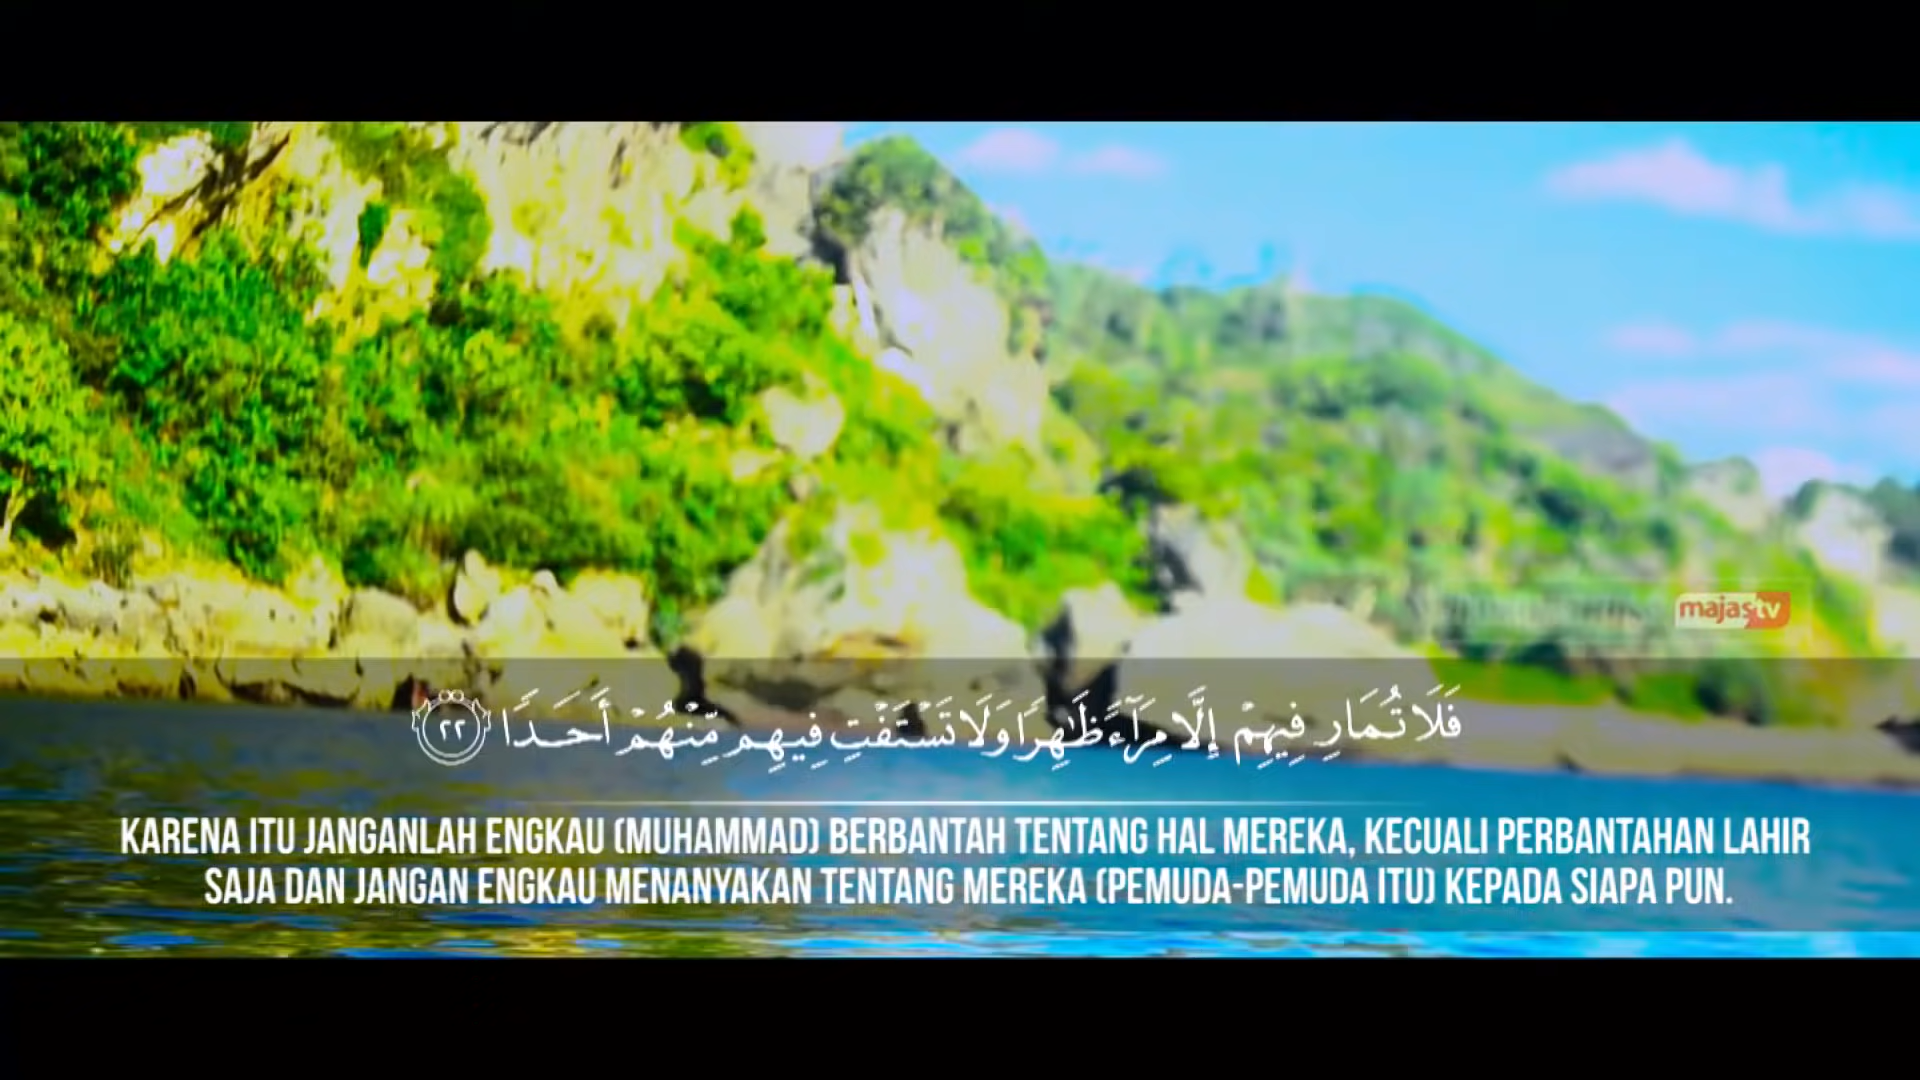 majas tv
فَلَا تُمَارِ فِيهِمْ إِلَّا مِرَآءً ظَٰهِرًا وَلَا تَسْتَفْتِ فِيهِم مِّنْهُمْ أَحَدًا ٢٢
KARENA ITU JANGANLAH ENGKAU (MUHAMMAD) BERBANTAH TENTANG HAL MEREKA, KECUALI PERBANTAHAN LAHIR
SAJA DAN JANGAN ENGKAU MENANYAKAN TENTANG MEREKA (PEMUDA-PEMUDA ITU) KEPADA SIAPA PUN.